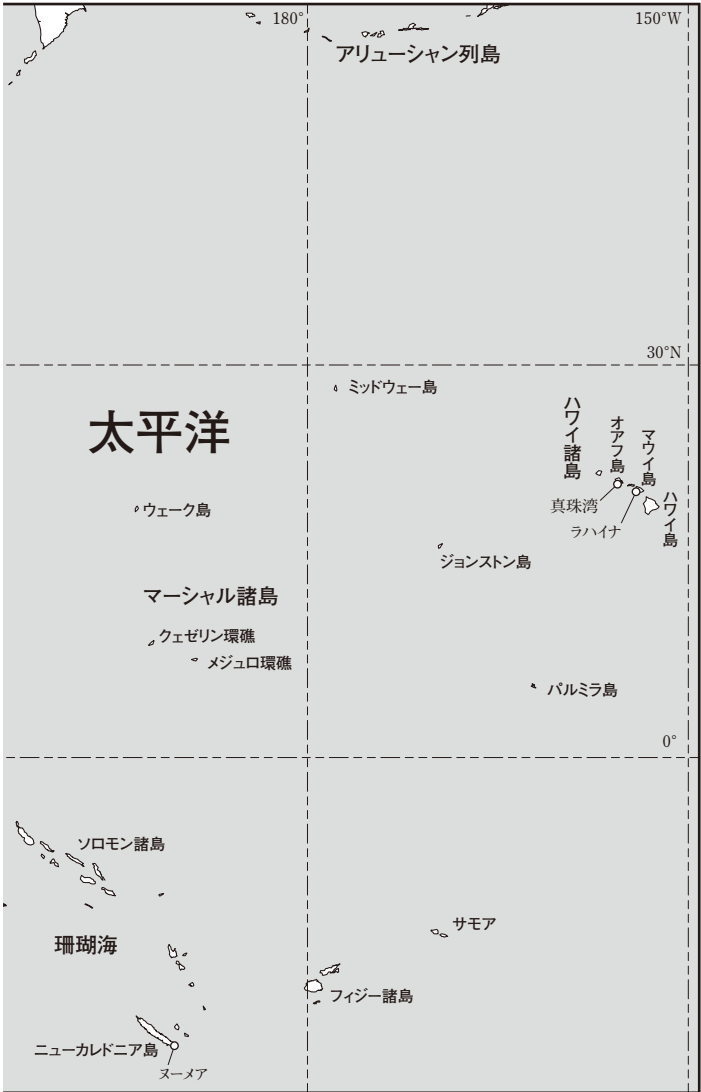 180°
150°W
アリューシャン列島
30°N
ミッドウェー島
太平洋
ハワイ諸島
オアフ島
マウイ島
ハワイ島
真珠湾
ラハイナ
ウェーク島
ジョンストン島
マーシャル諸島
クェゼリン環礁
メジュロ環礁
パルミラ島
0°
ソロモン諸島
サモア
珊瑚海
フィジー諸島
ニューカレドニア島
ヌーメア